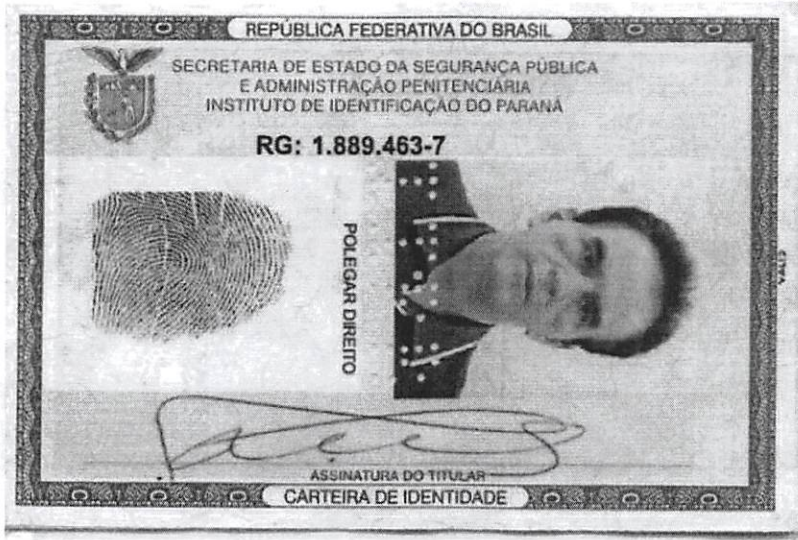 REPÚBLICA FEDERATIVA DO BRASIL
SECRETARIA DE ESTADO DA SEGURANÇA PÚBLICA
E ADMINISTRAÇÃO PENITENCIÁRIA
INSTITUTO DE IDENTIFICAÇÃO DO PARANÁ
RG: 1.889.463-7
POLEGAR DIREITO
ASSINATURA DO TITULAR
CARTEIRA DE IDENTIDADE